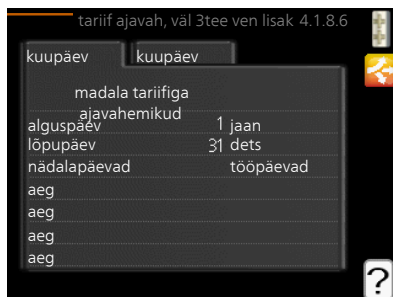 tariif ajavah, väl 3tee ven lisak 4.1.8.6
kuupäev kuupäev
madala tariifiga
ajavahemikud
alguspäev 1 jaan
lõpupäev 31 dets
nädalapäevad tööpäevad
aeg
aeg
aeg
aeg
?